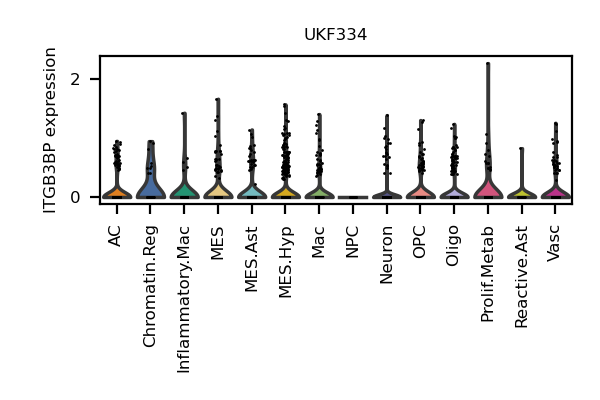 UKF334
ITGB3BP expression
2
0
AC
Chromatin.Reg
Inflammatory.Mac
MES
MES.Ast
MES.Hyp
Mac
NPC
Neuron
OPC
Oligo
Prolif.Metab
Reactive.Ast
Vasc